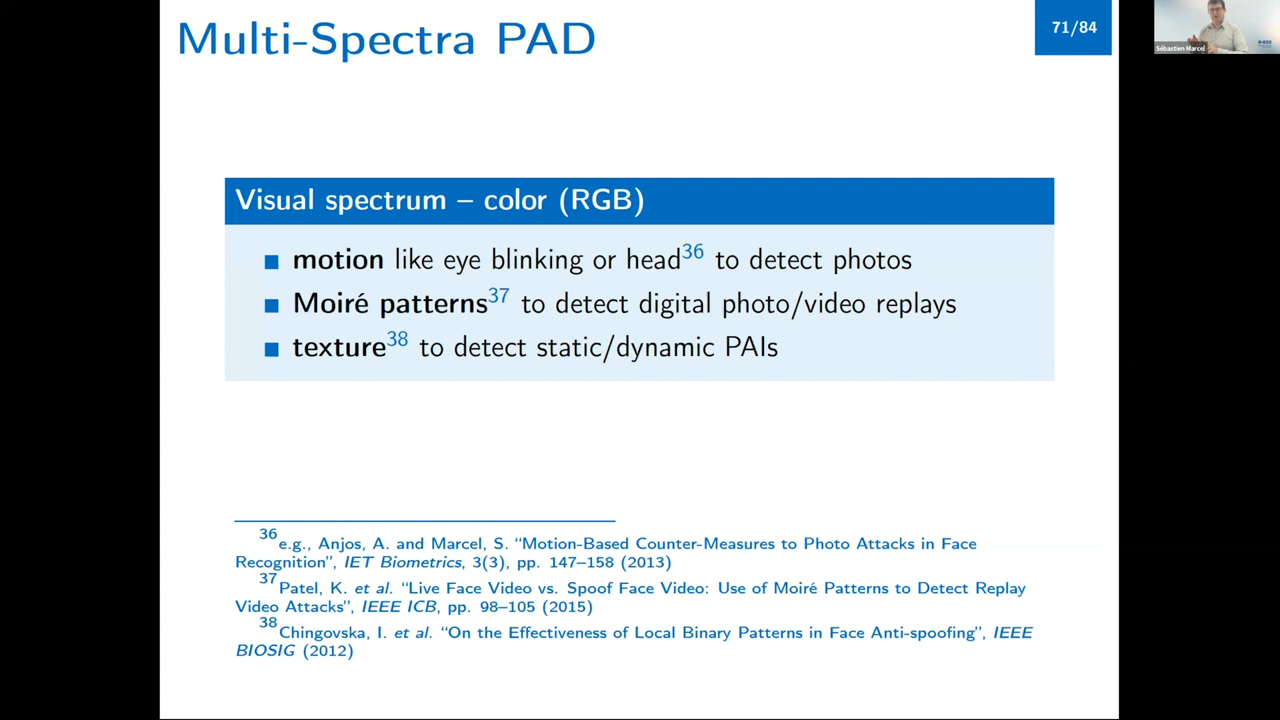 Multi-Spectra PAD
71/84
Sébastien Marcel
IEEE
Visual spectrum – color (RGB)
■ motion like eye blinking or head36 to detect photos
■ Moiré patterns37 to detect digital photo/video replays
■ texture38 to detect static/dynamic PAIs
36e.g., Anjos, A. and Marcel, S. “Motion-Based Counter-Measures to Photo Attacks in Face
Recognition”, IET Biometrics, 3(3), pp. 147–158 (2013)
37Patel, K. et al. “Live Face Video vs. Spoof Face Video: Use of Moiré Patterns to Detect Replay
Video Attacks”, IEEE ICB, pp. 98–105 (2015)
38Chingovska, I. et al. “On the Effectiveness of Local Binary Patterns in Face Anti-spoofing”, IEEE
BIOSIG (2012)